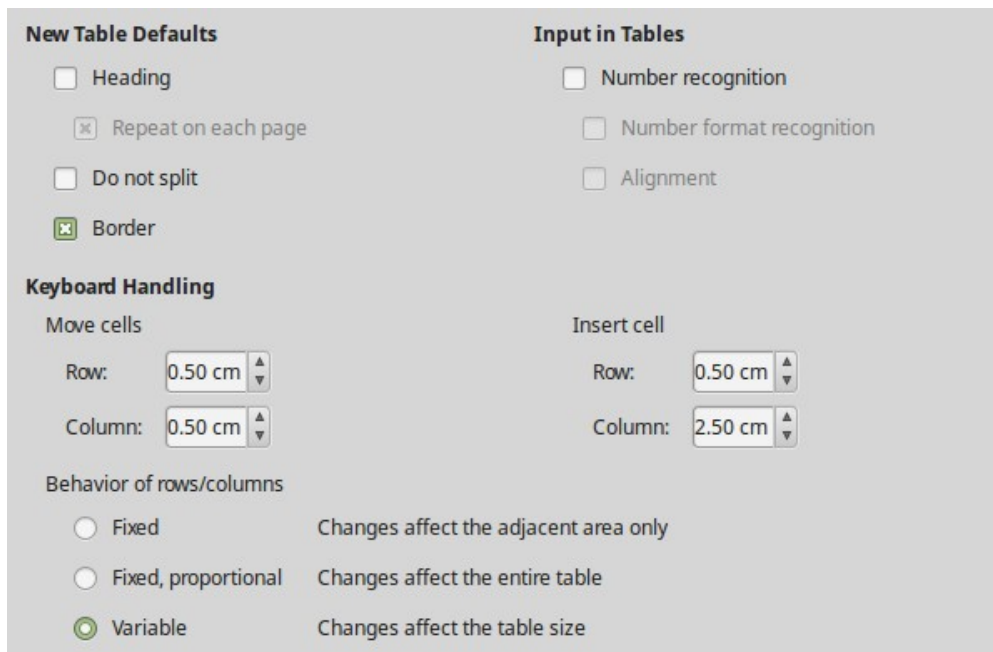 New Table Defaults
Heading
Repeat on each page
Do not split
Border
Input in Tables
Number recognition
Number format recognition
Alignment
Keyboard Handling
Move cells
Row: 0.50 cm
Column: 0.50 cm
Insert cell
Row: 0.50 cm
Column: 2.50 cm
Behavior of rows/columns
Fixed Changes affect the adjacent area only
Fixed, proportional Changes affect the entire table
Variable Changes affect the table size